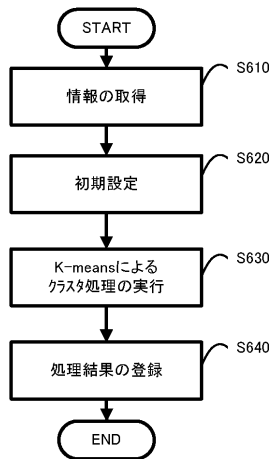 START
情報の取得
S610
初期設定
S620
K-meansによる
クラスタ処理の実行
S630
処理結果の登録
S640
END